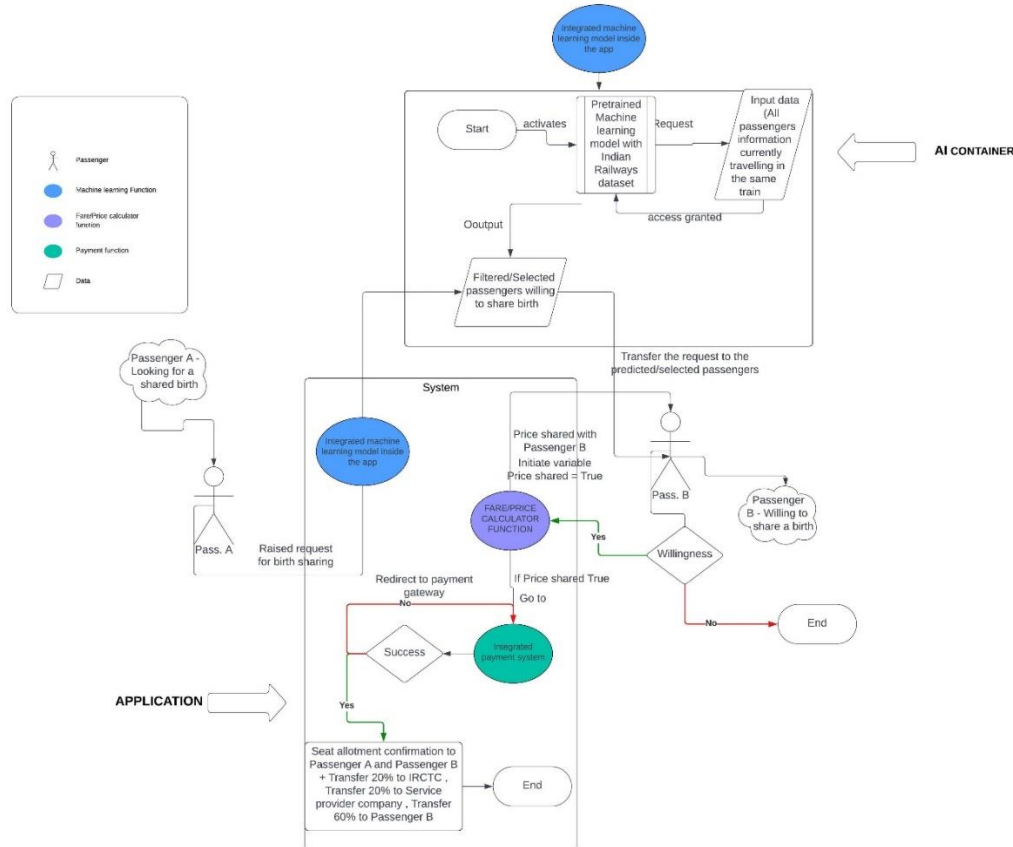 Integrated machine
learning model inside
the app
Start
activates
Pretrained
Machine
learning
model with
Indian
Railways
dataset
Request
Input data
(All
passengers
information
currently
travelling in
the same
train
access granted
AI CONTAINER
Passenger
Machine learning Function
Fare/Price calculator
function
Payment function
Data
Ooutput
Filtered/Selected
passengers willing
to share birth
Transfer the request to the
predicted/selected passengers
Passenger A -
Looking for a
shared birth
Pass. A
Raised request
for birth sharing
System
Integrated machine
learning model inside
the app
Price shared with
Passenger B
Initiate variable
Price shared = True
FARE/PRICE
CALCULATOR
FUNCTION
Pass. B
Passenger
B - Willing to
share a birth
Yes
Willingness
No
End
If Price shared True
Go to
Redirect to payment
gateway
No
Success
Integrated
payment system
Yes
APPLICATION
Seat allotment confirmation to
Passenger A and Passenger B
+ Transfer 20% to IRCTC ,
Transfer 20% to Service
provider company , Transfer
60% to Passenger B
End